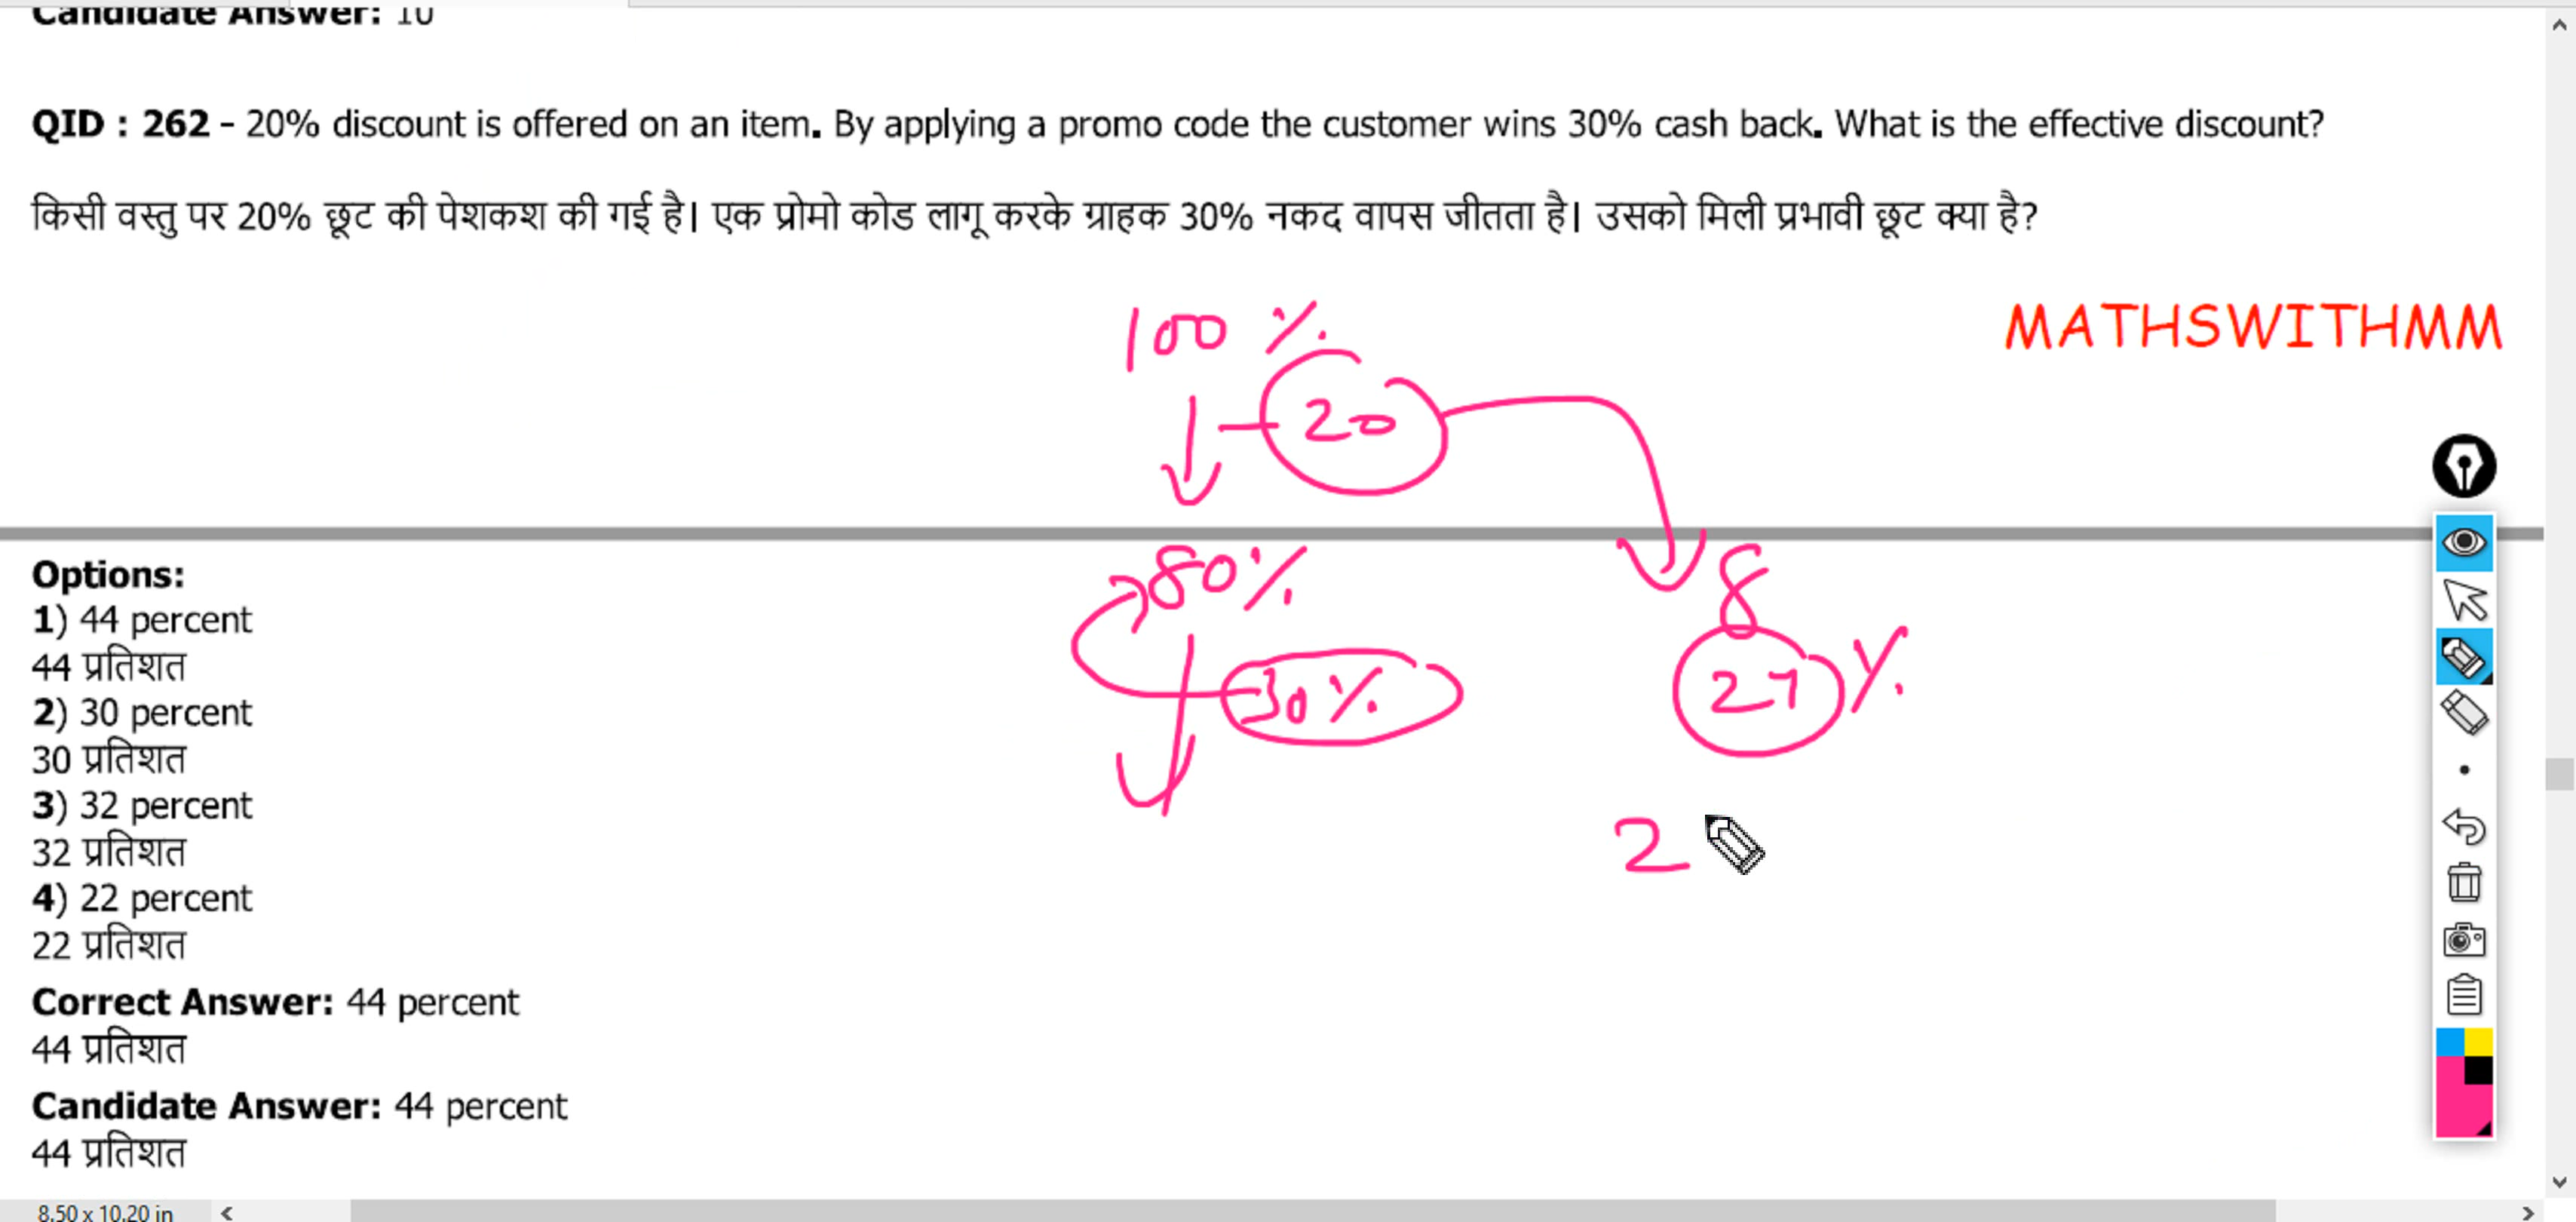 Candidate Answer: 10
QID : 262 - 20% discount is offered on an item. By applying a promo code the customer wins 30% cash back. What is the effective discount?
किसी वस्तु पर 20% छूट की पेशकश की गई है। एक प्रोमो कोड लागू करके ग्राहक 30% नकद वापस जीतता है। उसको मिली प्रभावी छूट क्या है?
100 %
MATHSWITHMM
20
80%
8
30%
27 %
2
Options:
1) 44 percent
44 प्रतिशत
2) 30 percent
30 प्रतिशत
3) 32 percent
32 प्रतिशत
4) 22 percent
22 प्रतिशत
Correct Answer: 44 percent
44 प्रतिशत
Candidate Answer: 44 percent
44 प्रतिशत
8.50 x 10.20 in